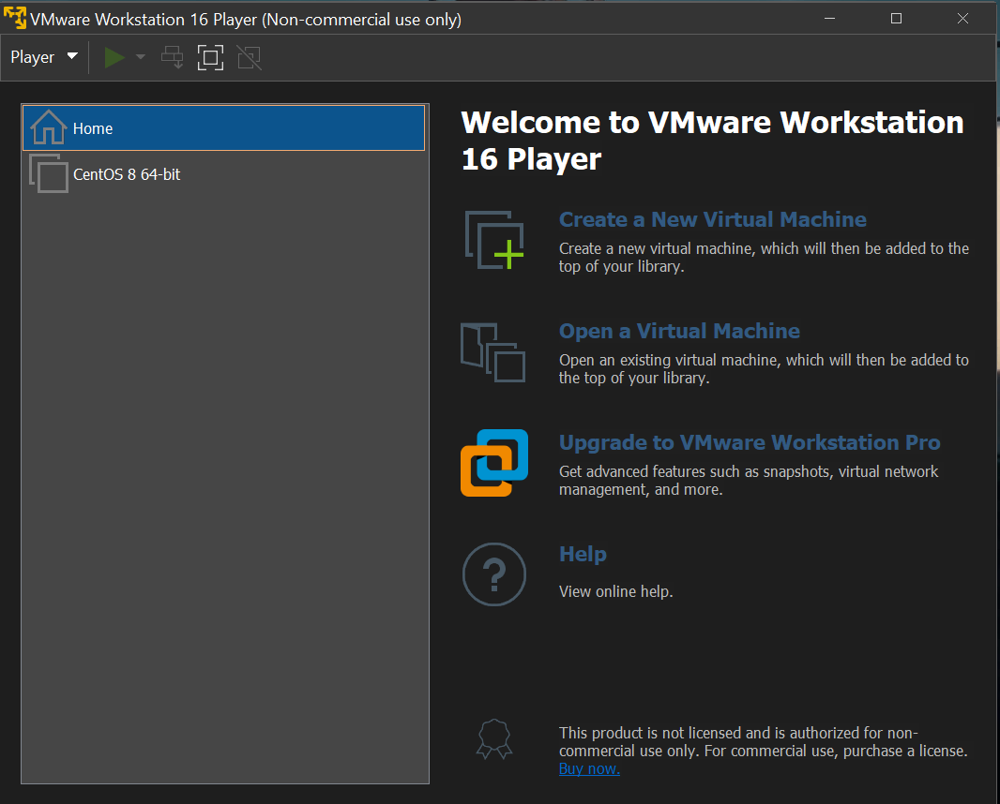 VMware Workstation 16 Player (Non-commercial use only)
Player
Home
CentOS 8 64-bit
Welcome to VMware Workstation
16 Player
Create a New Virtual Machine
Create a new virtual machine, which will then be added to the
top of your library.
Open a Virtual Machine
Open an existing virtual machine, which will then be added to
the top of your library.
Upgrade to VMware Workstation Pro
Get advanced features such as snapshots, virtual network
management, and more.
?
Help
View online help.
This product is not licensed and is authorized for non-
commercial use only. For commercial use, purchase a license.
Buy now.